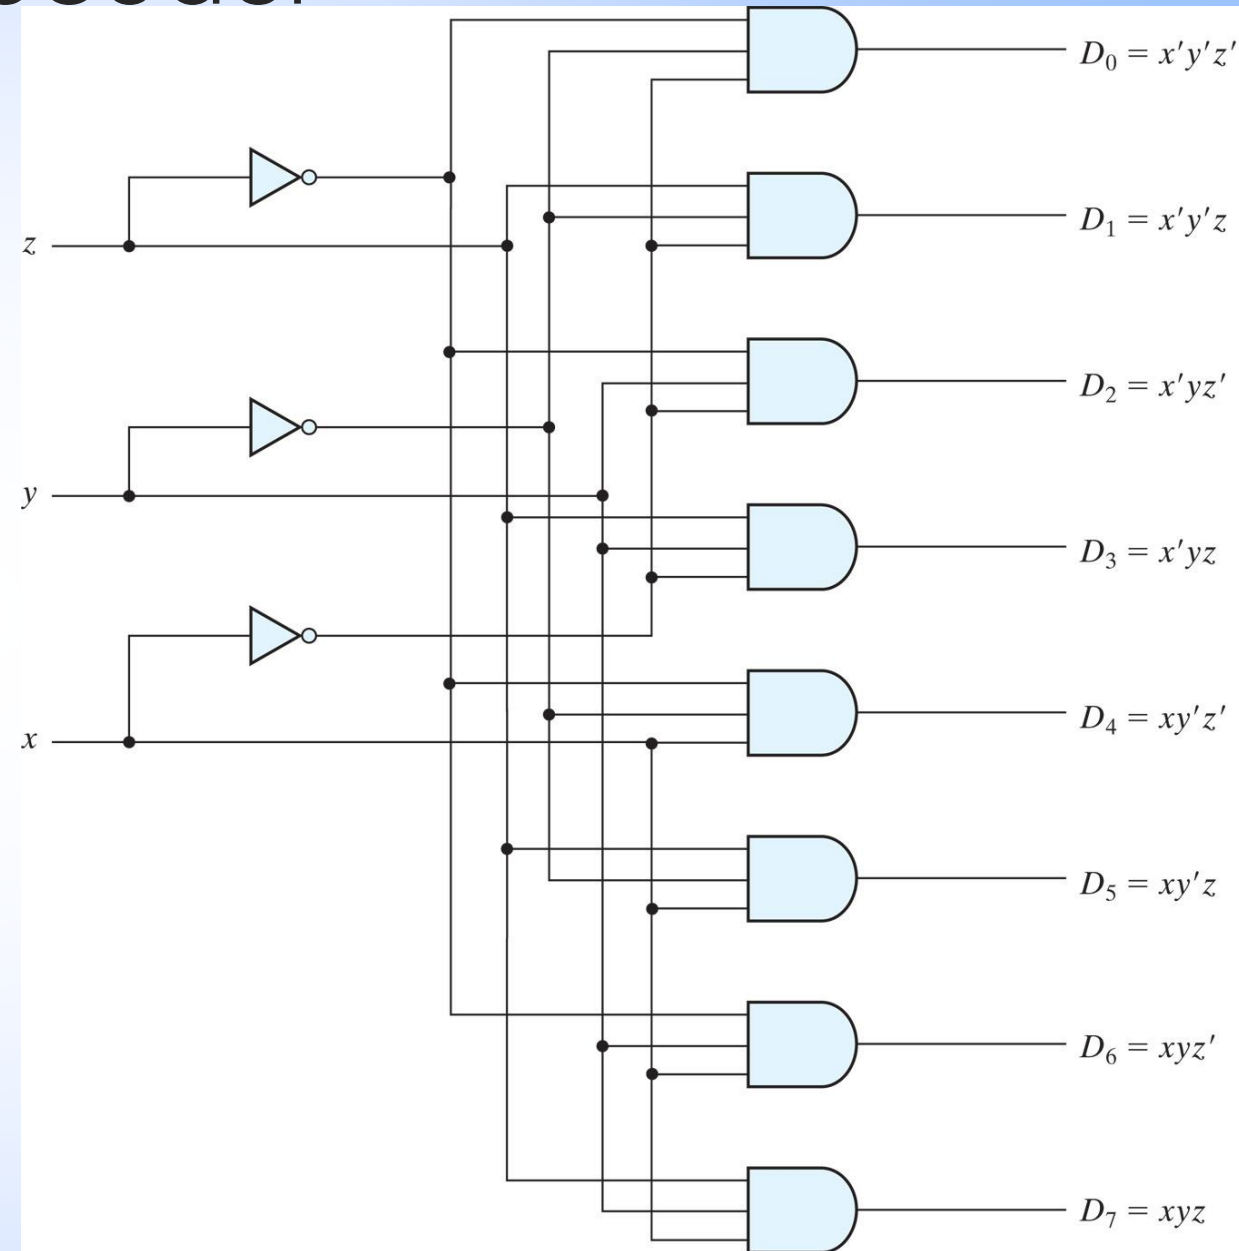 D₀ = x'y'z'
D₁ = x'y'z
z
D₂ = x'yz'
y
D₃ = x'yz
D₄ = xy'z'
x
D₅ = xy'z
D₆ = xyz'
D₇ = xyz